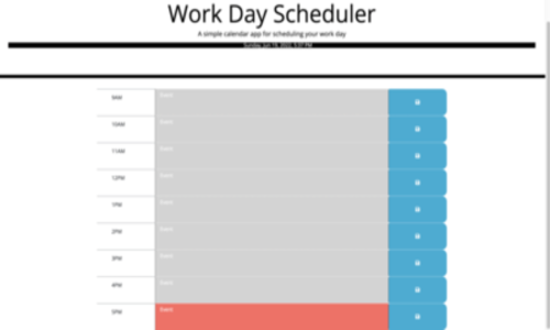 Work Day Scheduler
A simple calendar app for scheduling your work day
Sunday, Jun 19, 2022, 5:37 PM
9AM
Event
10AM
Event
11AM
Event
12PM
Event
1PM
Event
2PM
Event
3PM
Event
4PM
Event
5PM
Event